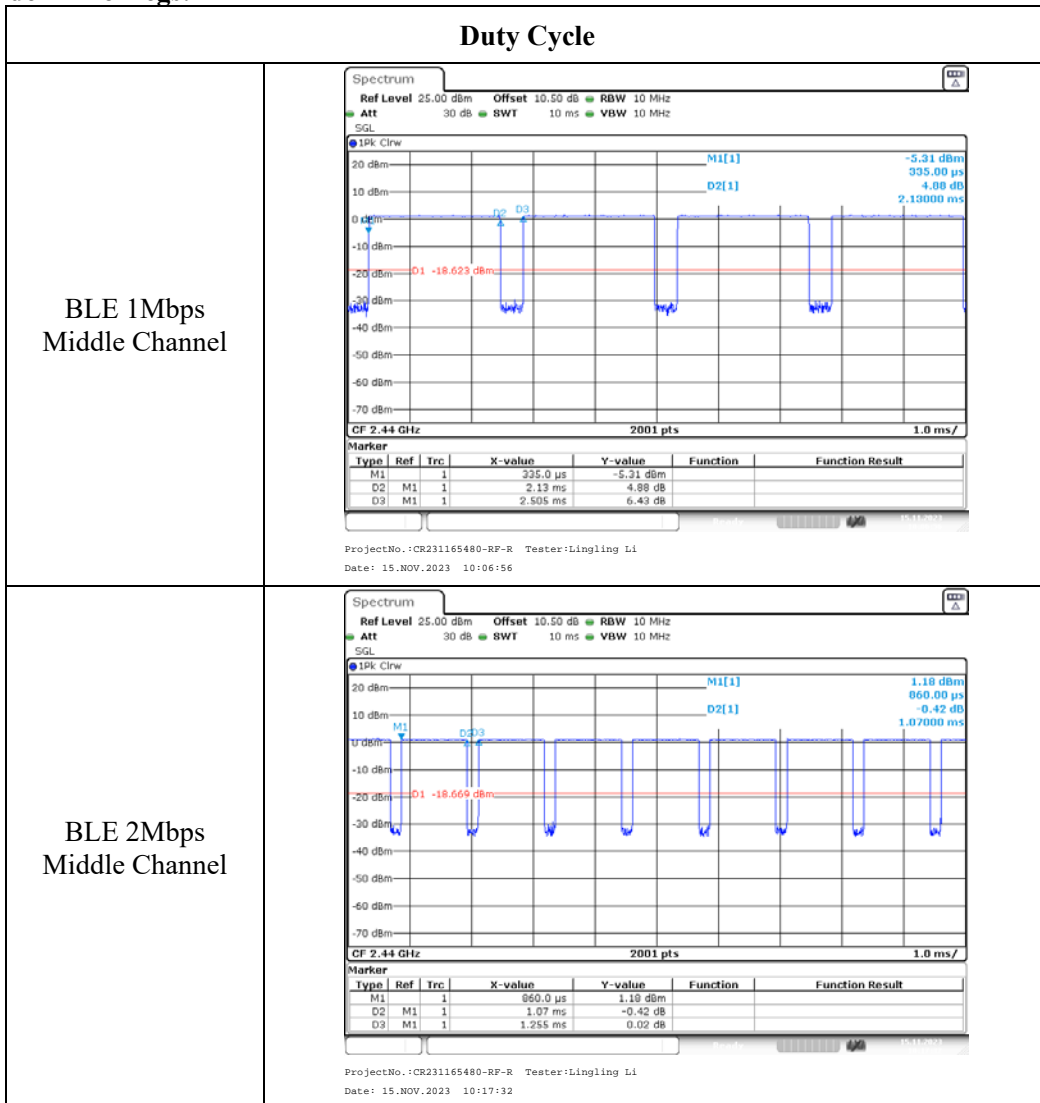 Duty Cycle
BLE 1Mbps
Middle Channel
Spectrum
Ref Level 25.00 dBm Offset 10.50 dB RBW 10 MHz
Att 30 dB SWT 10 ms VBW 10 MHz
SGL
1Pk Clrw
M1[1] -5.31 dBm
335.00 µs
D2[1] 4.88 dB
2.13000 ms
20 dBm
10 dBm
0 dBm
D2 D3
-10 dBm
-20 dBm D1 -18.623 dBm
-30 dBm
-40 dBm
-50 dBm
-60 dBm
-70 dBm
CF 2.44 GHz 2001 pts 1.0 ms/
Marker
Type Ref Trc X-value Y-value Function Function Result
M1 1 335.0 µs -5.31 dBm
D2 M1 1 2.13 ms 4.88 dB
D3 M1 1 2.505 ms 6.43 dB
15.11.2023
ProjectNo.:CR231165480-RF-R Tester:Lingling Li
Date: 15.NOV.2023 10:06:56
BLE 2Mbps
Middle Channel
Spectrum
Ref Level 25.00 dBm Offset 10.50 dB RBW 10 MHz
Att 30 dB SWT 10 ms VBW 10 MHz
SGL
1Pk Clrw
M1[1] 1.18 dBm
860.00 µs
D2[1] -0.42 dB
1.07000 ms
20 dBm
10 dBm
M1
D2 D3
0 dBm
-10 dBm
-20 dBm D1 -18.669 dBm
-30 dBm
-40 dBm
-50 dBm
-60 dBm
-70 dBm
CF 2.44 GHz 2001 pts 1.0 ms/
Marker
Type Ref Trc X-value Y-value Function Function Result
M1 1 860.0 µs 1.18 dBm
D2 M1 1 1.07 ms -0.42 dB
D3 M1 1 1.255 ms 0.02 dB
15.11.2023
ProjectNo.:CR231165480-RF-R Tester:Lingling Li
Date: 15.NOV.2023 10:17:32